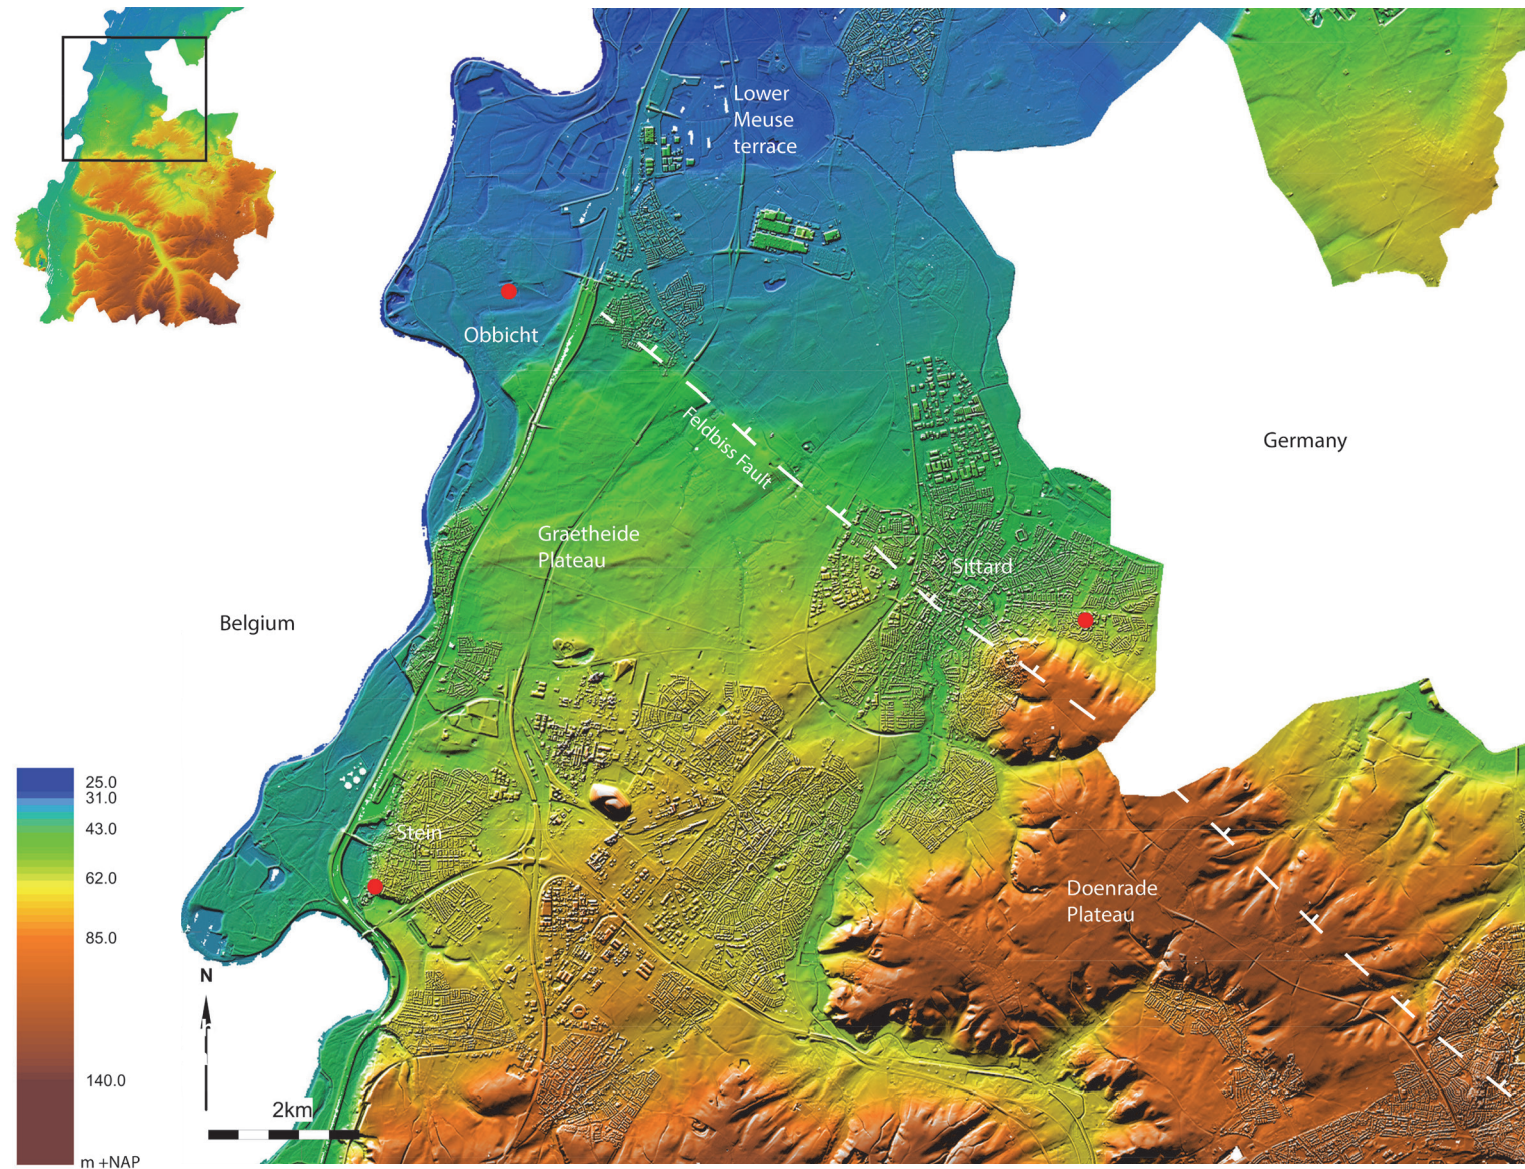 Lower
Meuse
terrace
Obbicht
Feldbiss Fault
Germany
Graetheide
Plateau
Sittard
Belgium
25.0
31.0
43.0
62.0
85.0
140.0
m +NAP
Stein
Doenrade
Plateau
N
2km